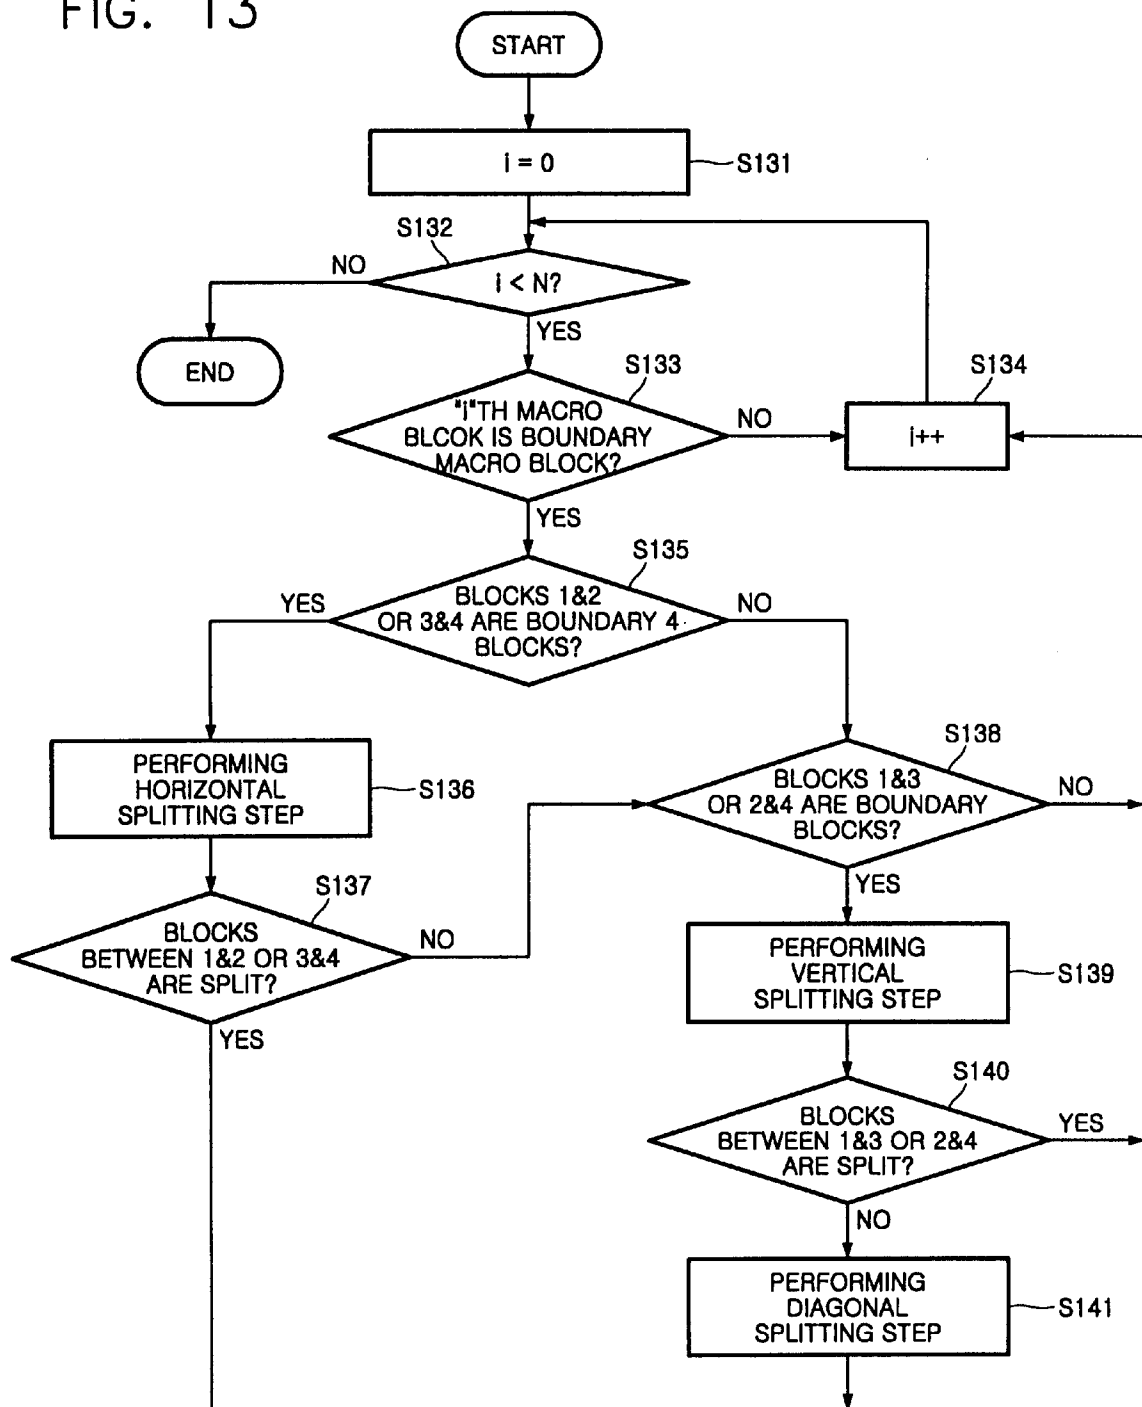 FIG. 13
START
i = 0
S131
S132
NO
i < N?
YES
END
S133
S134
"i"TH MACRO
BLCOK IS BOUNDARY
MACRO BLOCK?
NO
i++
YES
S135
YES
BLOCKS 1&2
OR 3&4 ARE BOUNDARY 4
BLOCKS?
NO
PERFORMING
HORIZONTAL
SPLITTING STEP
S136
S138
BLOCKS 1&3
OR 2&4 ARE BOUNDARY
BLOCKS?
NO
YES
S137
BLOCKS
BETWEEN 1&2 OR 3&4
ARE SPLIT?
NO
YES
PERFORMING
VERTICAL
SPLITTING STEP
S139
S140
BLOCKS
BETWEEN 1&3 OR 2&4
ARE SPLIT?
YES
NO
PERFORMING
DIAGONAL
SPLITTING STEP
S141